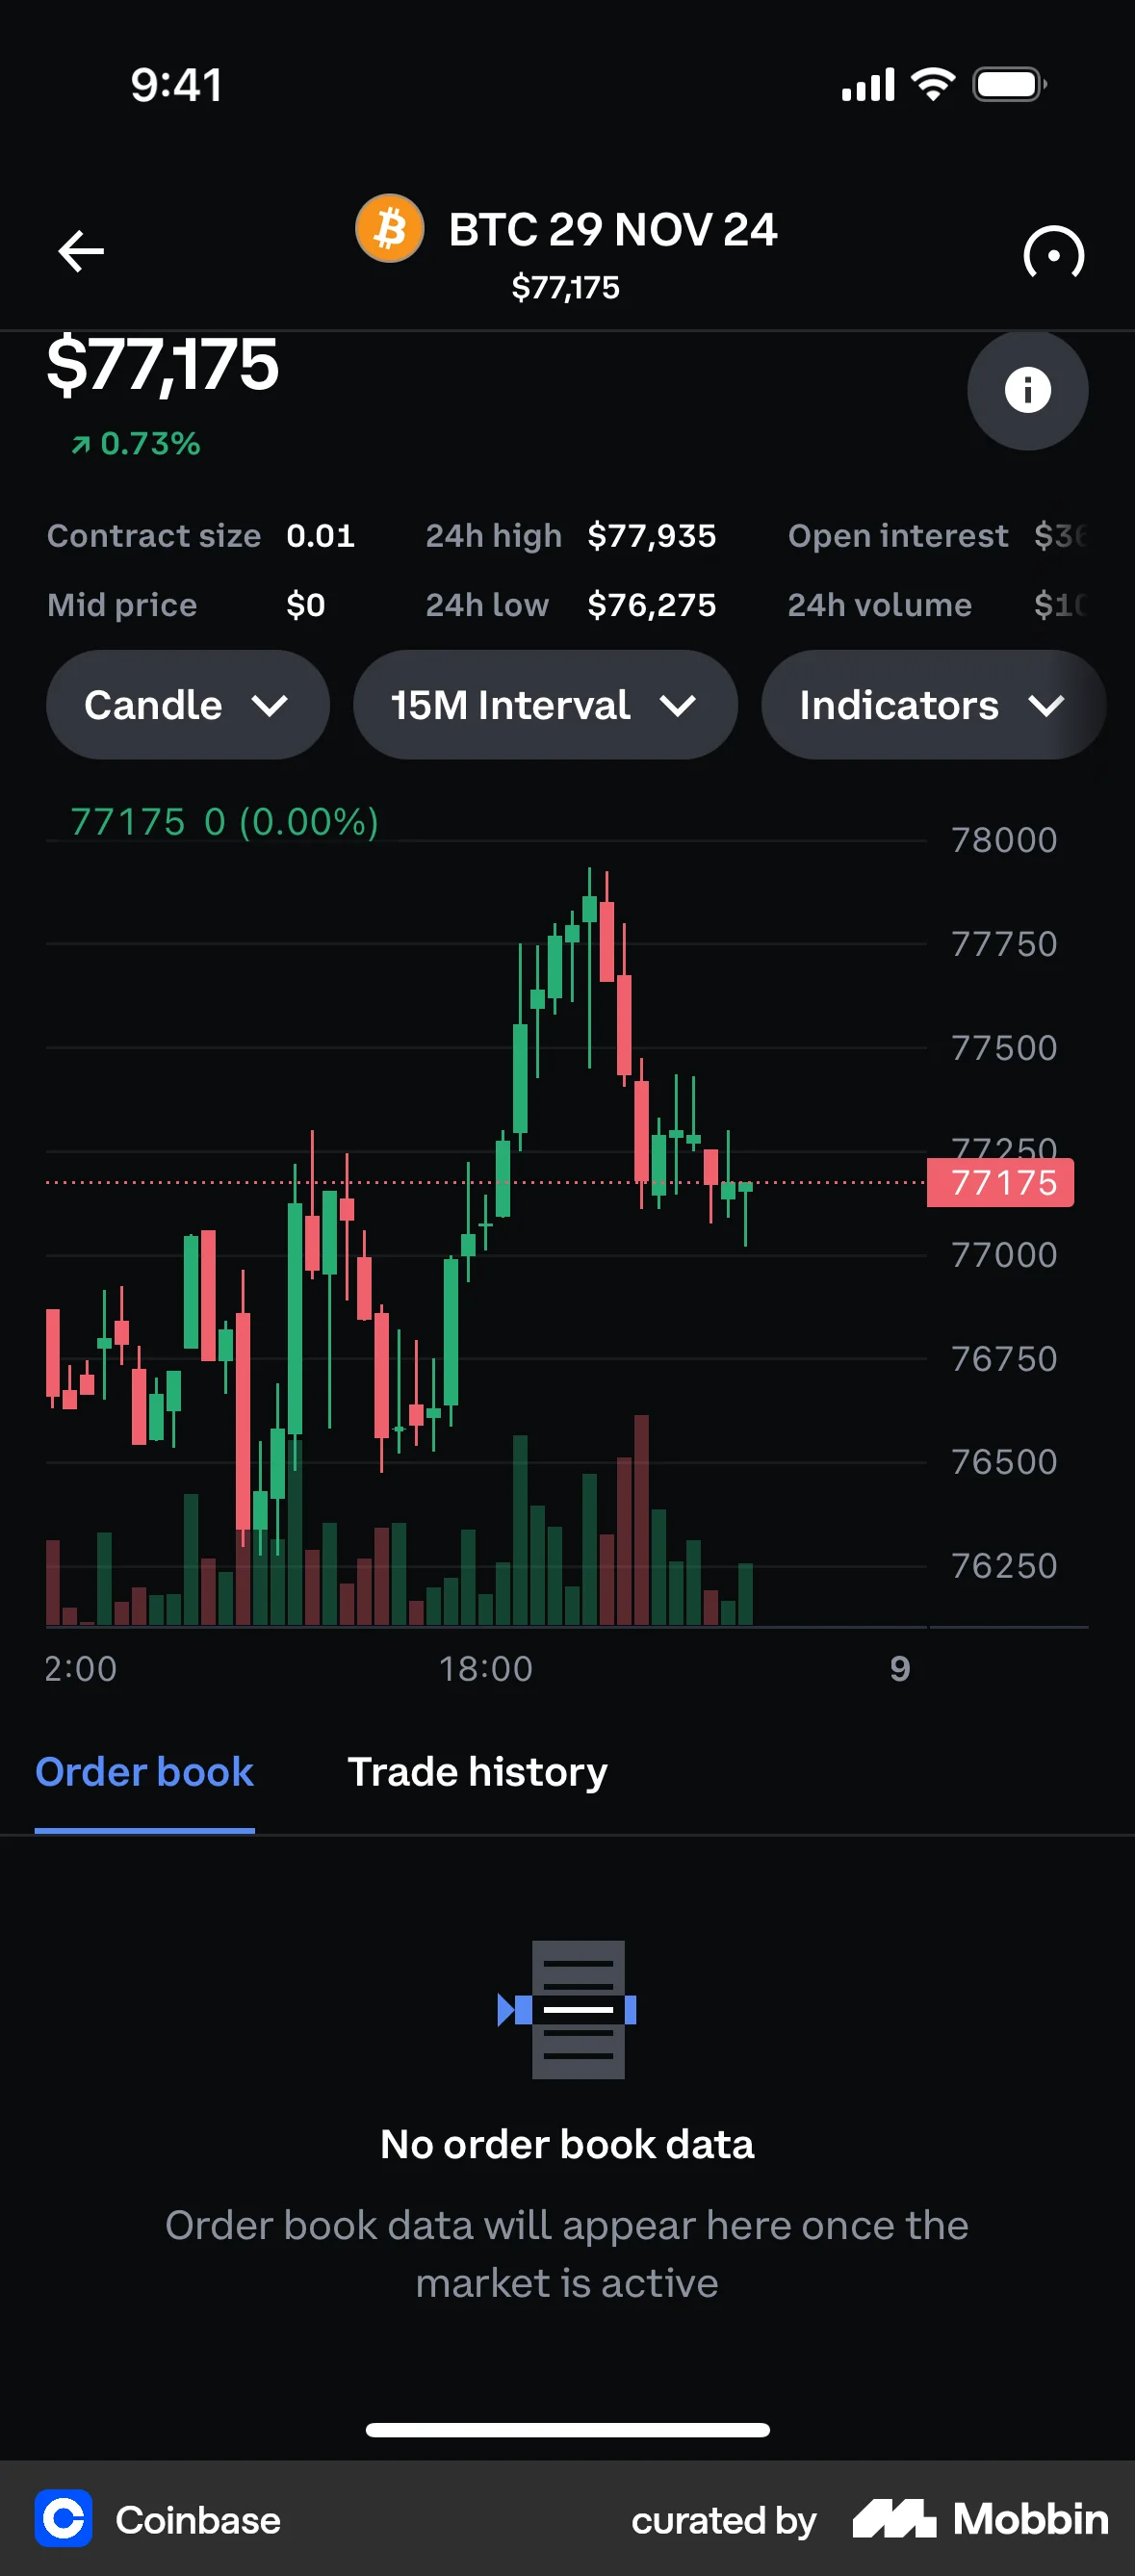 9:41
BTC 29 NOV 24
$77,175
$77,175
0.73%
Contract size 0.01 24h high $77,935 Open interest
Mid price $0 24h low $76,275 24h volume
Candle 15M Interval Indicators
77175 0 (0.00%)
78000
77750
77500
77250
77175
77000
76750
76500
76250
2:00 18:00 9
Order book Trade history
No order book data
Order book data will appear here once the
market is active
Coinbase curated by Mobbin